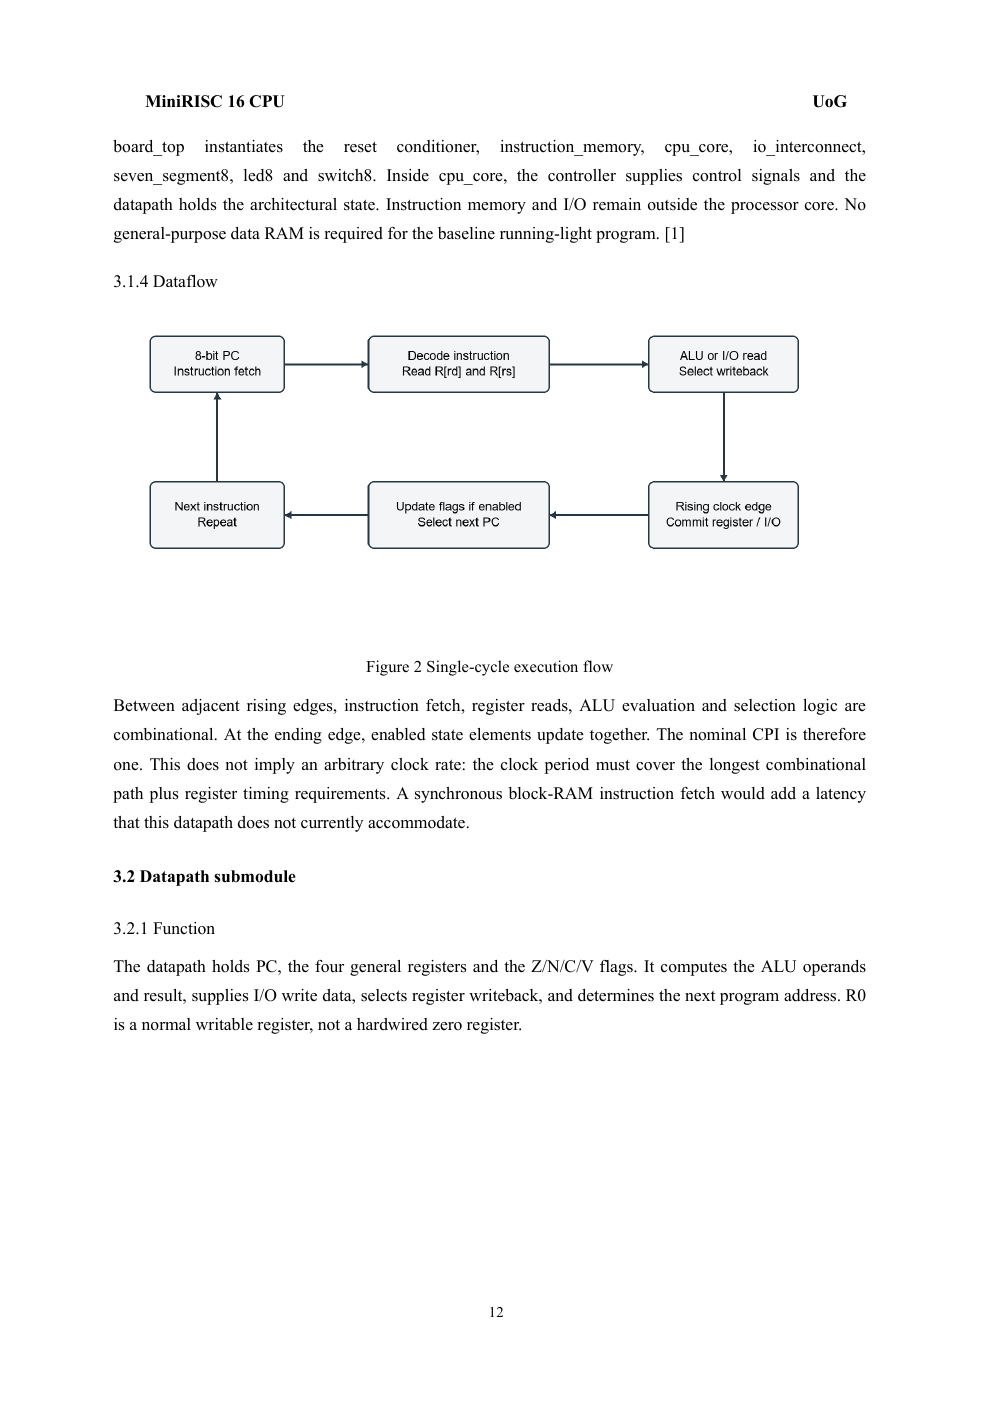 MiniRISC 16 CPU UoG
board_top instantiates the reset conditioner, instruction_memory, cpu_core, io_interconnect,
seven_segment8, led8 and switch8. Inside cpu_core, the controller supplies control signals and the
datapath holds the architectural state. Instruction memory and I/O remain outside the processor core. No
general-purpose data RAM is required for the baseline running-light program. [1]
3.1.4 Dataflow
8-bit PC
Instruction fetch
Decode instruction
Read R[rd] and R[rs]
ALU or I/O read
Select writeback
Next instruction
Repeat
Update flags if enabled
Select next PC
Rising clock edge
Commit register / I/O
Figure 2 Single-cycle execution flow
Between adjacent rising edges, instruction fetch, register reads, ALU evaluation and selection logic are
combinational. At the ending edge, enabled state elements update together. The nominal CPI is therefore
one. This does not imply an arbitrary clock rate: the clock period must cover the longest combinational
path plus register timing requirements. A synchronous block-RAM instruction fetch would add a latency
that this datapath does not currently accommodate.
3.2 Datapath submodule
3.2.1 Function
The datapath holds PC, the four general registers and the Z/N/C/V flags. It computes the ALU operands
and result, supplies I/O write data, selects register writeback, and determines the next program address. R0
is a normal writable register, not a hardwired zero register.
12